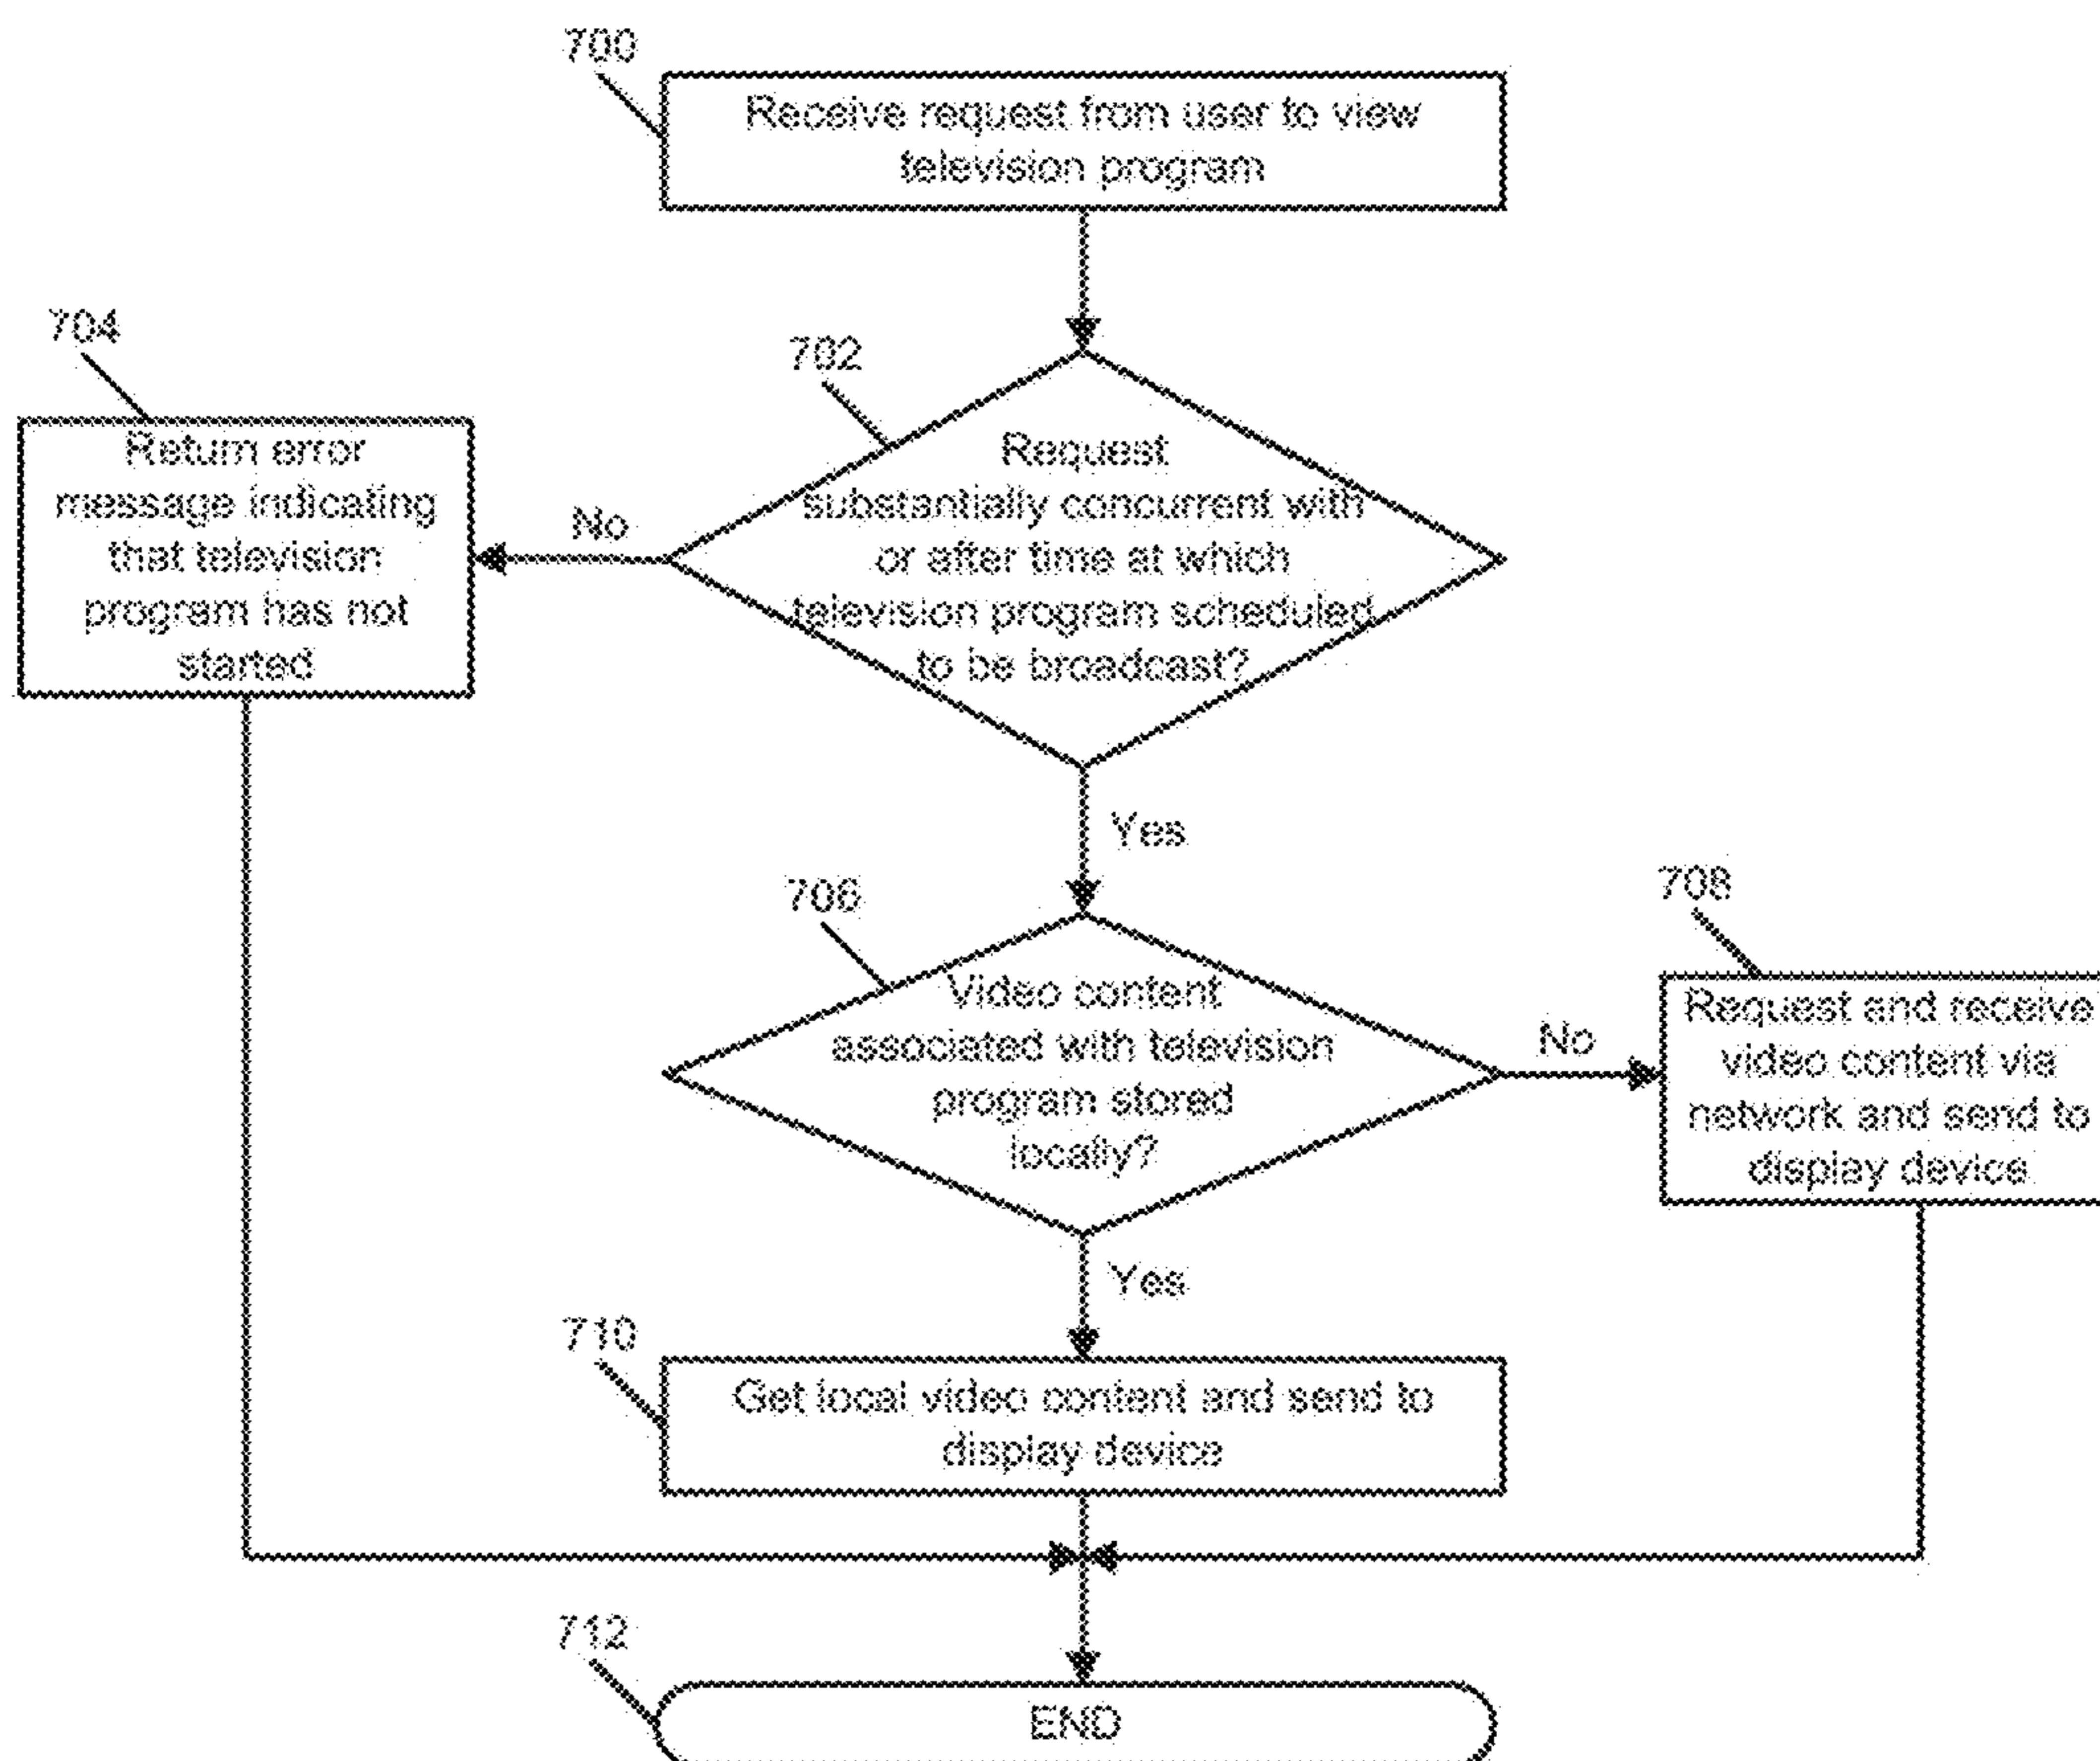 700
Receive request from user to view
television program
704
702
Return error
message indicating
that television
program has not
started
No
Request
substantially concurrent with
or after time at which
television program scheduled
to be broadcast?
Yes
706
708
Video content
associated with television
program stored
locally?
No
Request and receive
video content via
network and send to
display device
Yes
710
Get local video content and send to
display device
712
END